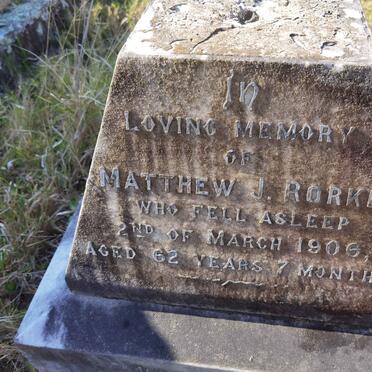 In
LOVING MEMORY
OF
MATTHEW J. RORKE
WHO FELL ASLEEP
2ND OF MARCH 1906,
AGED 62 YEARS 7 MONTH